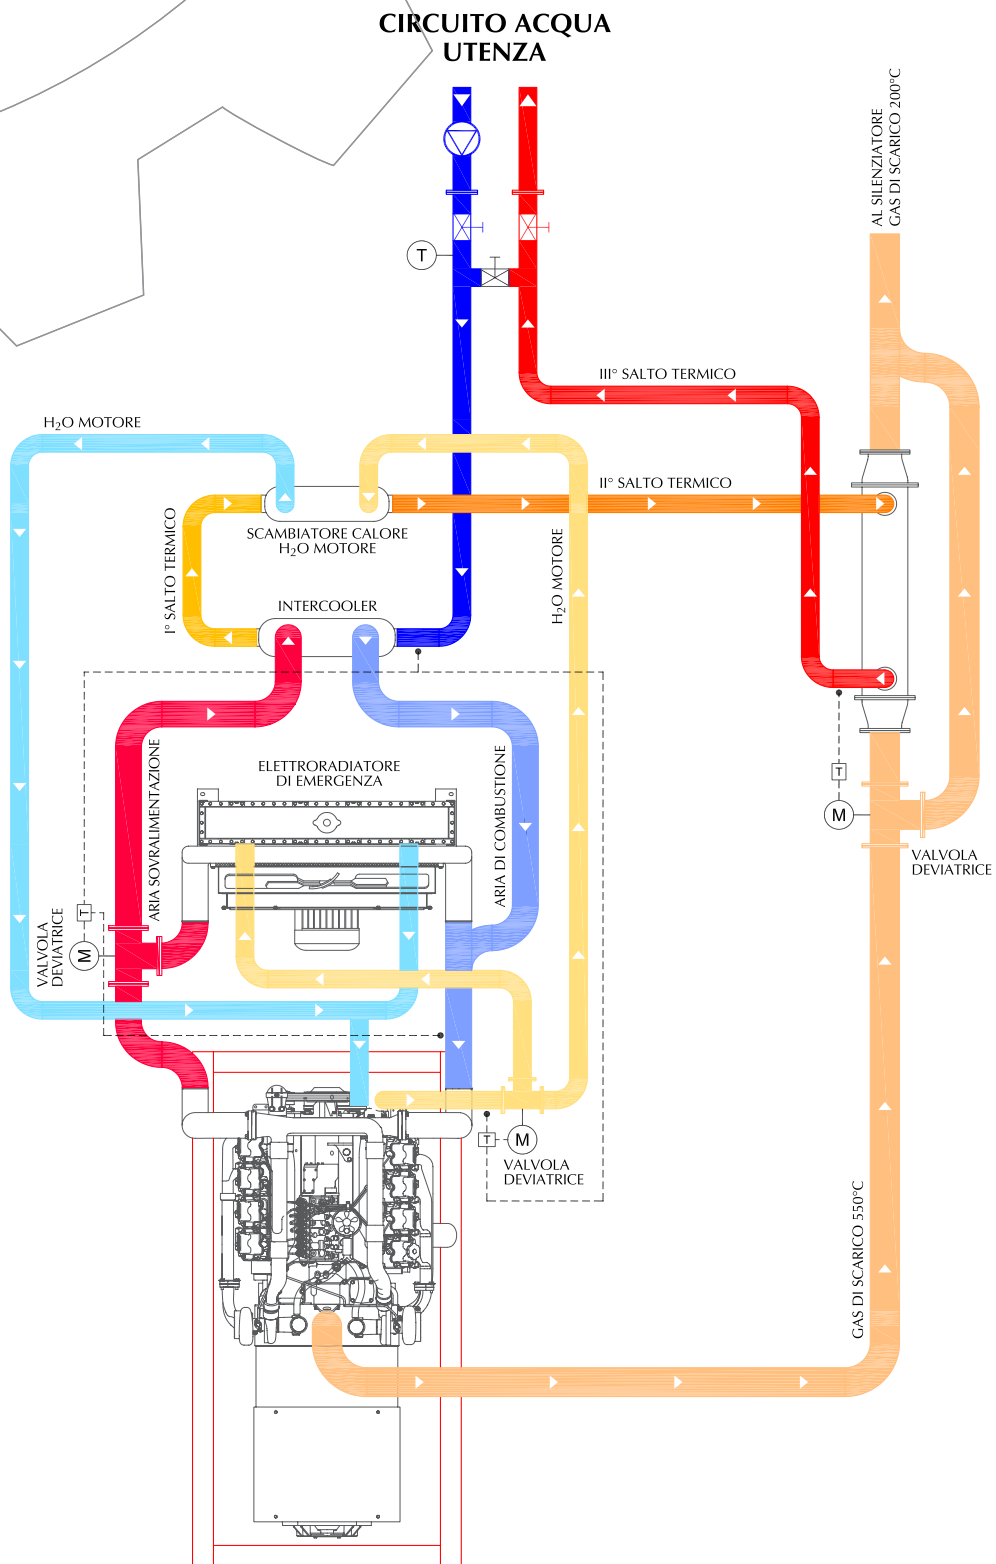 CIRCUITO ACQUA
UTENZA
AL SILENZIATORE
GAS DI SCARICO 200°C
T
III° SALTO TERMICO
H₂O MOTORE
II° SALTO TERMICO
I° SALTO TERMICO
SCAMBIATORE CALORE
H₂O MOTORE
H₂O MOTORE
INTERCOOLER
ARIA SOVRALIMENTAZIONE
ELETTRORADIATORE
DI EMERGENZA
ARIA DI COMBUSTIONE
T
M
VALVOLA
DEVIATRICE
T
M
VALVOLA
DEVIATRICE
T
M
VALVOLA
DEVIATRICE
GAS DI SCARICO 550°C